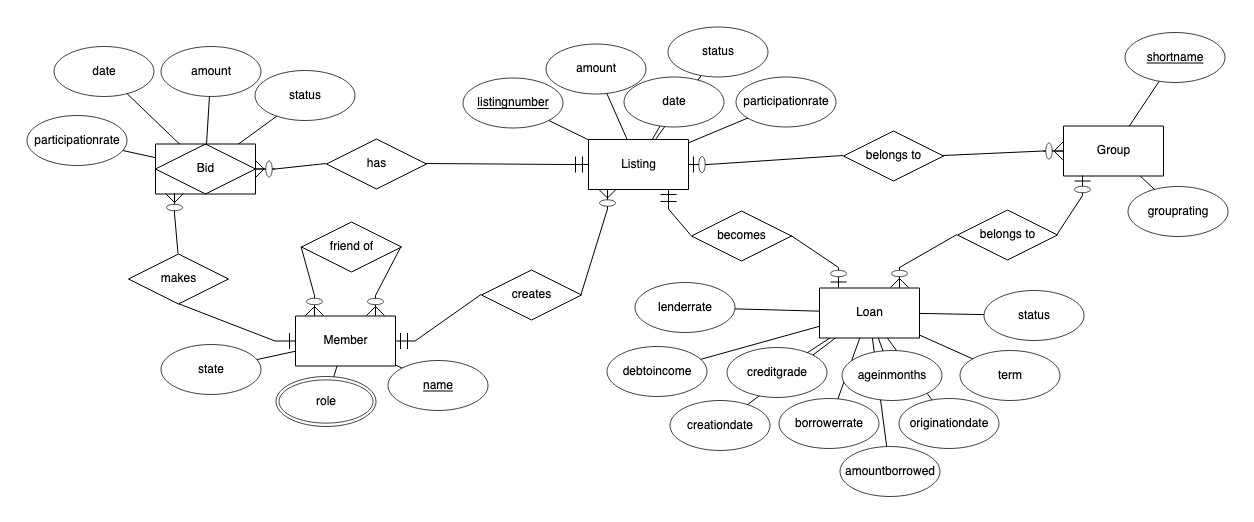 status
shortname
date
amount
amount
status
listingnumber
date
participationrate
participationrate
Bid
has
Listing
belongs to
Group
grouprating
friend of
becomes
belongs to
makes
creates
lenderrate
Loan
status
Member
state
role
name
debtoincome
creditgrade
ageinmonths
term
creationdate
borrowerrate
originationdate
amountborrowed